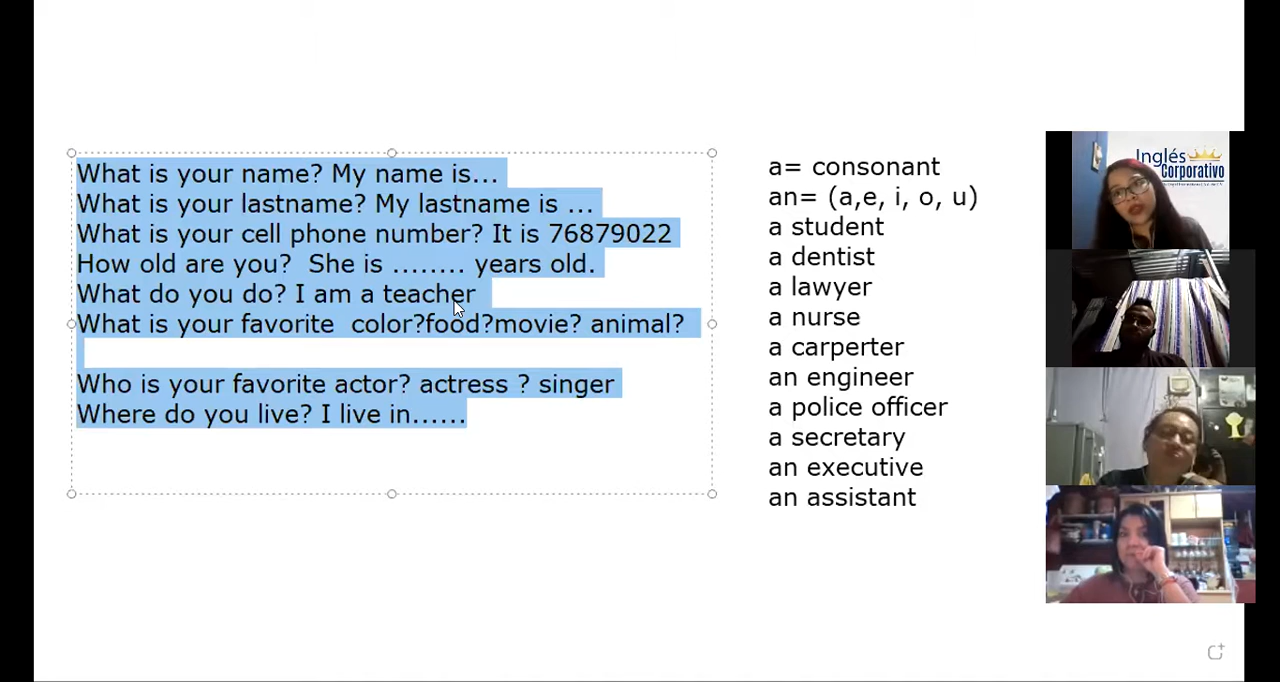 What is your name? My name is...
What is your lastname? My lastname is ...
What is your cell phone number? It is 76879022
How old are you?  She is ........ years old.
What do you do? I am a teacher
What is your favorite  color?food?movie? animal?
Who is your favorite actor? actress ? singer
Where do you live? I live in......
a= consonant
an= (a,e, i, o, u)
a student
a dentist
a lawyer
a nurse
a carperter
an engineer
a police officer
a secretary
an executive
an assistant
Inglés
Corporativo